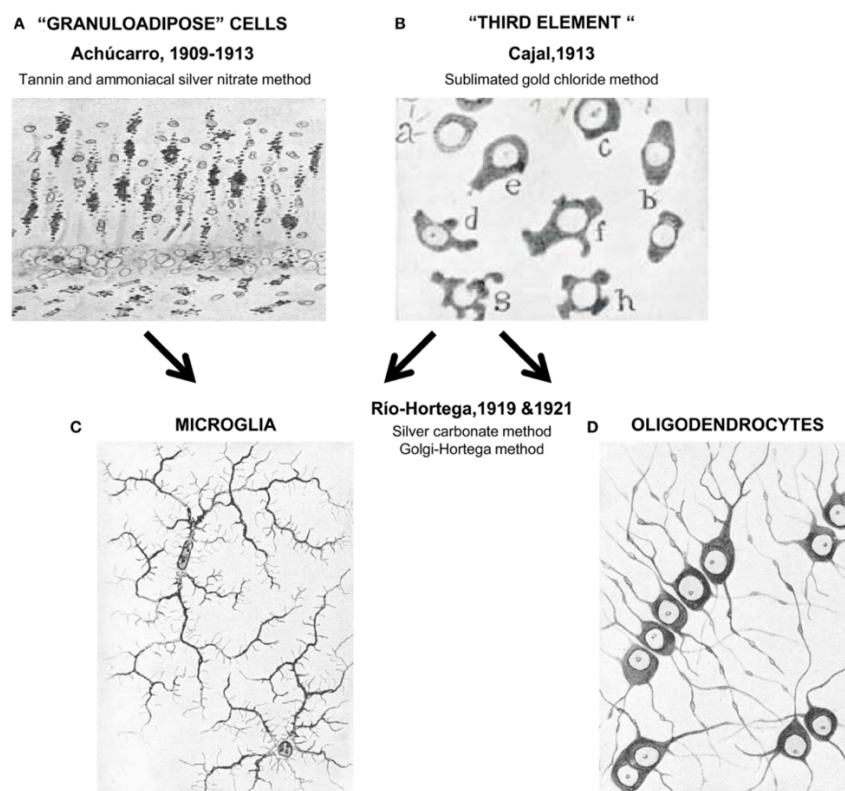 A "GRANULOADIPOSE" CELLS
Achúcarro, 1909-1913
Tannin and ammoniacal silver nitrate method
B "THIRD ELEMENT "
Cajal,1913
Sublimated gold chloride method
a
c
e
b
d
f
g
h
Río-Hortega,1919 &1921
Silver carbonate method
Golgi-Hortega method
C MICROGLIA
D OLIGODENDROCYTES